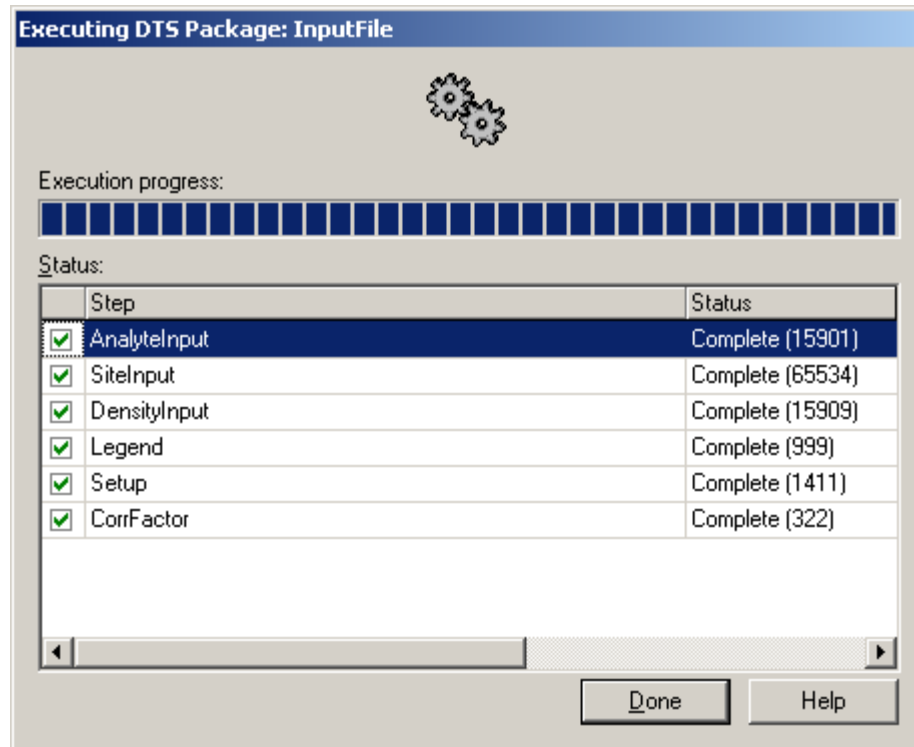 Executing DTS Package: InputFile
Execution progress:
Status:
Step Status
AnalyteInput Complete (15901)
SiteInput Complete (65534)
DensityInput Complete (15909)
Legend Complete (999)
Setup Complete (1411)
CorrFactor Complete (322)
Done Help